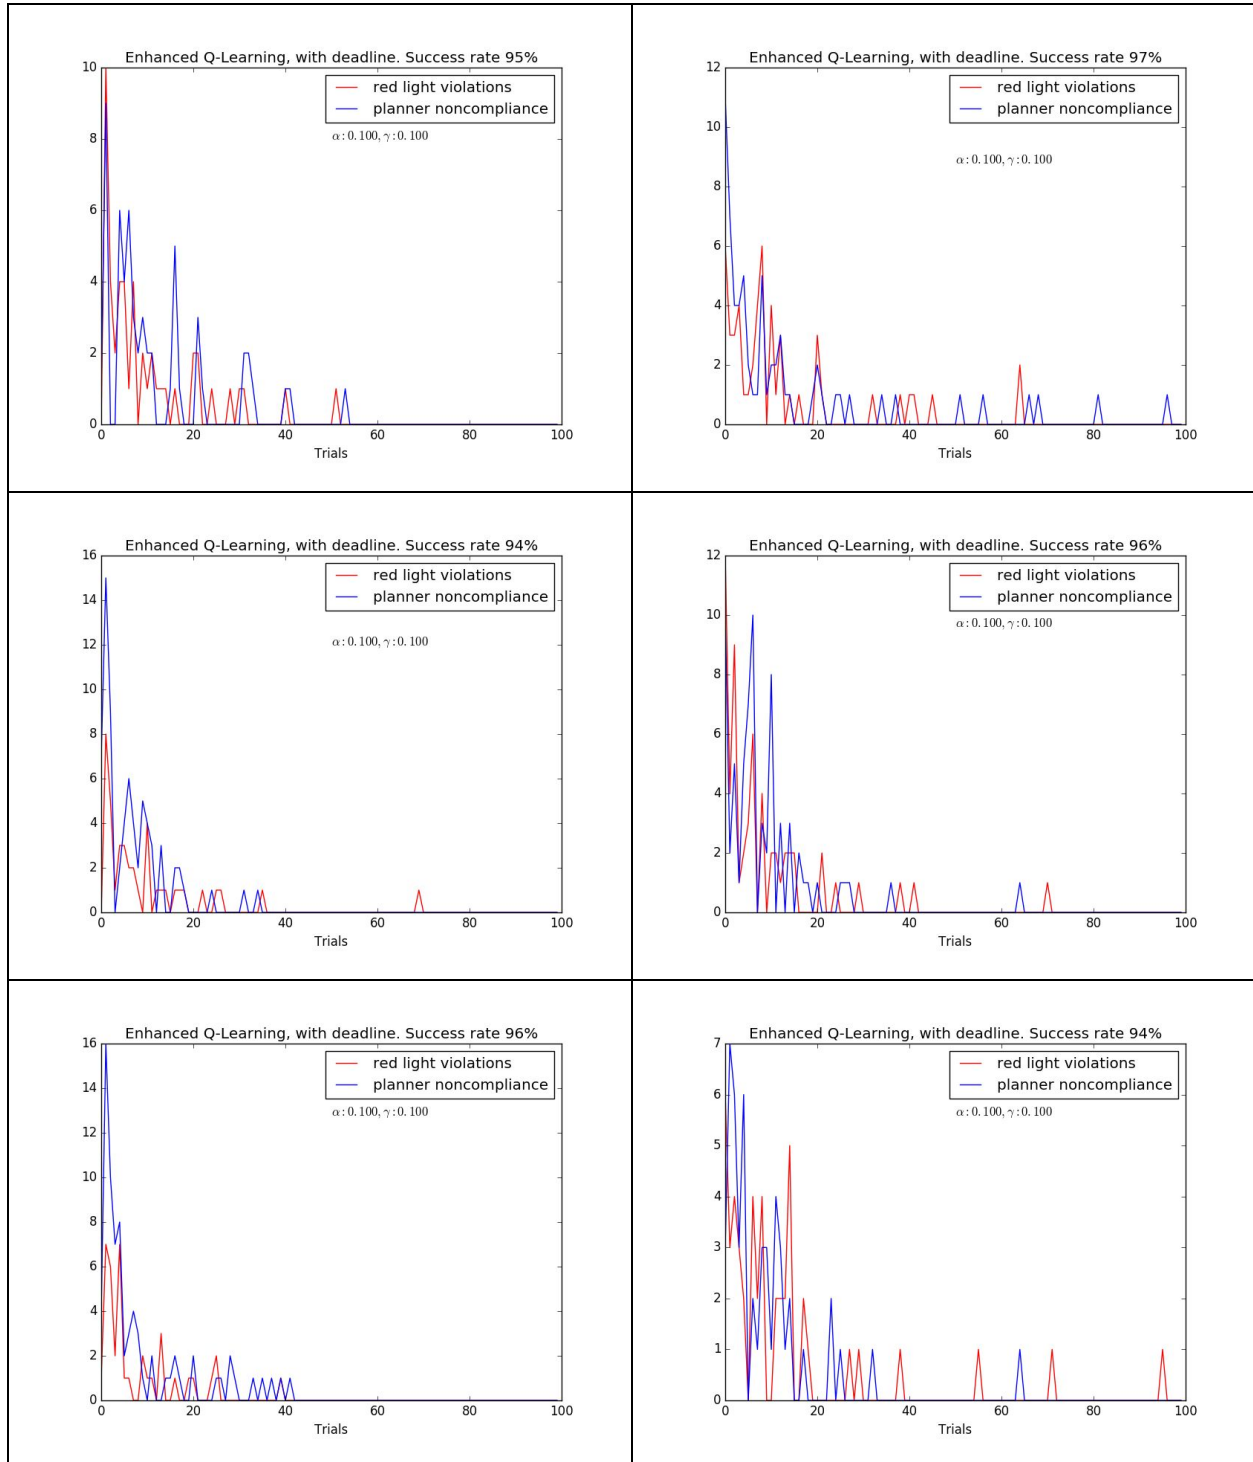 Enhanced Q-Learning, with deadline. Success rate 95%
10
red light violations
planner noncompliance
α: 0.100, γ: 0.100
8
6
4
2
0
0 20 40 60 80 100
Trials
Enhanced Q-Learning, with deadline. Success rate 97%
12
red light violations
planner noncompliance
10
α: 0.100, γ: 0.100
8
6
4
2
0
0 20 40 60 80 100
Trials
Enhanced Q-Learning, with deadline. Success rate 94%
16
red light violations
planner noncompliance
14
12
α: 0.100, γ: 0.100
10
8
6
4
2
0
0 20 40 60 80 100
Trials
Enhanced Q-Learning, with deadline. Success rate 96%
12
red light violations
planner noncompliance
10
α: 0.100, γ: 0.100
8
6
4
2
0
0 20 40 60 80 100
Trials
Enhanced Q-Learning, with deadline. Success rate 96%
16
red light violations
planner noncompliance
14
α: 0.100, γ: 0.100
12
10
8
6
4
2
0
0 20 40 60 80 100
Trials
Enhanced Q-Learning, with deadline. Success rate 94%
7
red light violations
planner noncompliance
6
α: 0.100, γ: 0.100
5
4
3
2
1
0
0 20 40 60 80 100
Trials